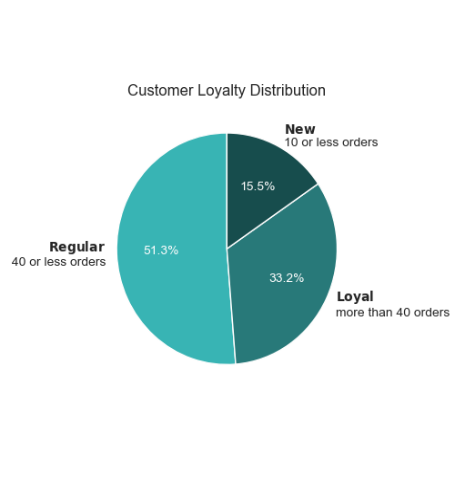 Customer Loyalty Distribution
New
10 or less orders
15.5%
Regular
40 or less orders
51.3%
33.2%
Loyal
more than 40 orders